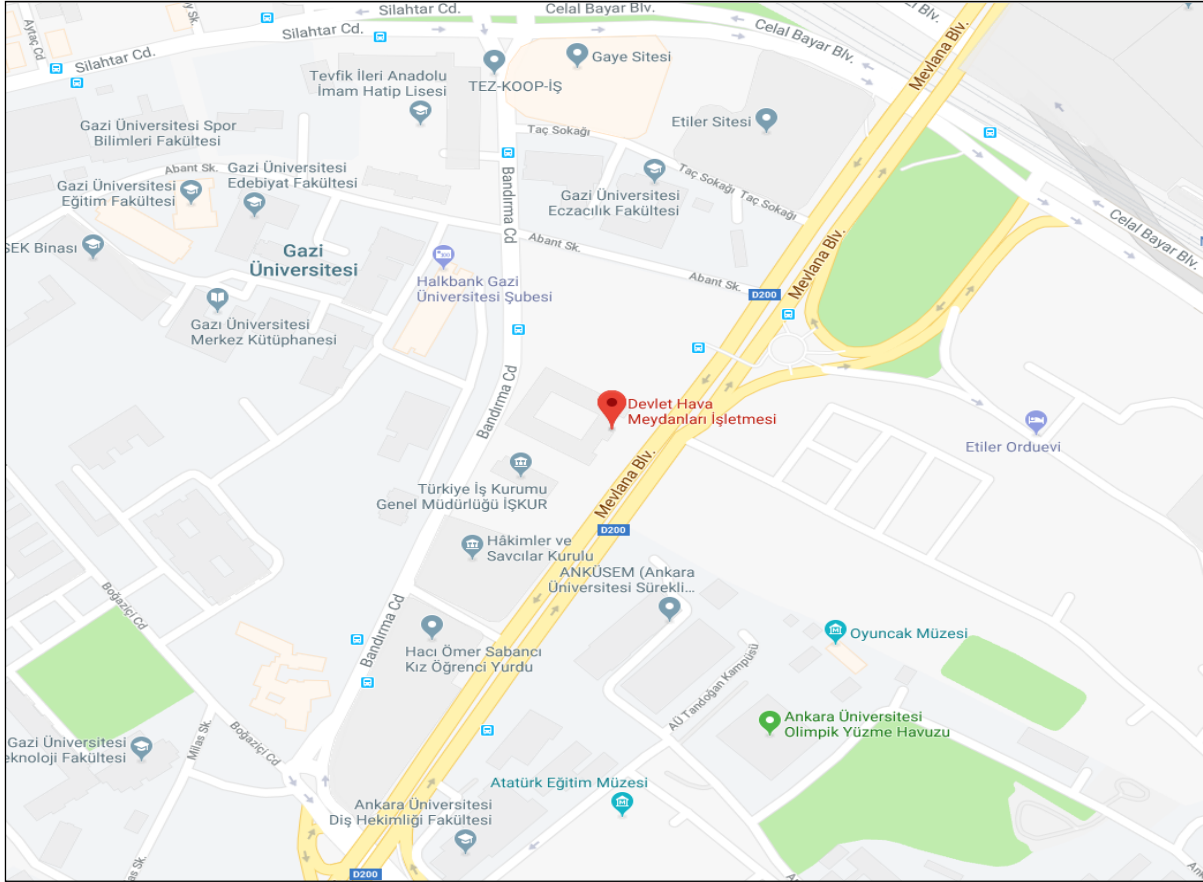 Silahtar Cd.
Celal Bayar Blv.
Silahtar Cd.
Aytaç Cd
Silahtar Cd.
Gaye Sitesi
Celal Bayar Blv.
Mevlana Blv.
Tevfik İleri Anadolu
İmam Hatip Lisesi
TEZ-KOOP-İŞ
Gazi Üniversitesi Spor
Bilimleri Fakültesi
Etiler Sitesi
Taç Sokağı
Abant Sk.
Gazi Üniversitesi
Edebiyat Fakültesi
Gazi Üniversitesi
Eğitim Fakültesi
Bandırma Cd
Gazi Üniversitesi
Eczacılık Fakültesi
Taç Sokağı
Taç Sokağı
Celal Bayar Blv.
SEK Binası
Gazi
Üniversitesi
Abant Sk.
Mevlana Blv.
Halkbank Gazi
Üniversitesi Şubesi
Abant Sk.
D200
Gazı Üniversitesi
Merkez Kütüphanesi
Bandırma Cd
Devlet Hava
Meydanları İşletmesi
Etiler Orduevi
Mevlana Blv.
Türkiye İş Kurumu
Genel Müdürlüğü İŞKUR
D200
Hâkimler ve
Savcılar Kurulu
ANKÜSEM (Ankara
Üniversitesi Sürekli...
Boğaziçi Cd
Bandırma Cd
Oyuncak Müzesi
Hacı Ömer Sabancı
Kız Öğrenci Yurdu
AÜ Tandoğan Kampüsü
Ankara Üniversitesi
Olimpik Yüzme Havuzu
Milas Sk.
Boğaziçi Cd
Gazi Üniversitesi
eknoloji Fakültesi
Atatürk Eğitim Müzesi
Ankara Üniversitesi
Diş Hekimliği Fakültesi
D200